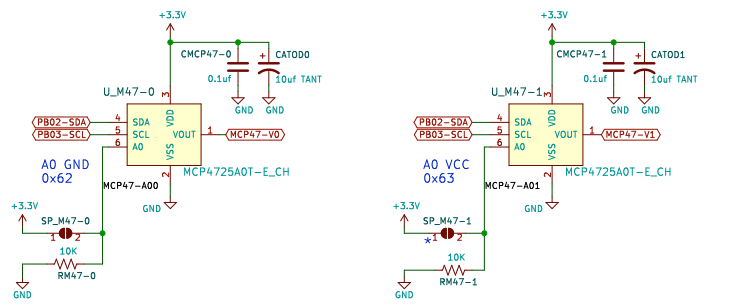 +3.3V
CMCP47-0
CATOD0
0.1uf
10uf TANT
GND
GND
U_M47-0
3
VDD
PB02-SDA
4
SDA
PB03-SCL
5
SCL
6
A0
VOUT
1
MCP47-V0
VSS
2
MCP4725A0T-E_CH
A0 GND
0x62
MCP47-A00
GND
+3.3V
SP_M47-0
1
2
10K
RM47-0
GND
+3.3V
CMCP47-1
CATOD1
0.1uf
10uf TANT
GND
GND
U_M47-1
3
VDD
PB02-SDA
4
SDA
PB03-SCL
5
SCL
6
A0
VOUT
1
MCP47-V1
VSS
2
MCP4725A0T-E_CH
A0 VCC
0x63
MCP47-A01
GND
+3.3V
SP_M47-1
*
1
2
10K
RM47-1
GND